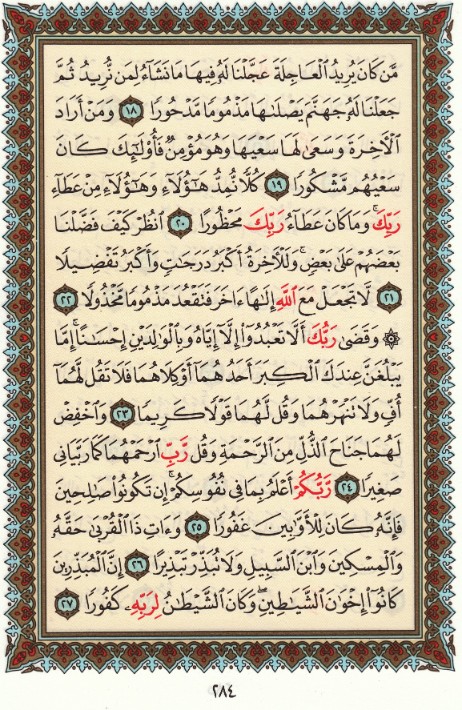 مَّن كَانَ يُرِيدُ ٱلْعَاجِلَةَ عَجَّلْنَا لَهُۥ فِيهَا مَا نَشَآءُ لِمَن نُّرِيدُ ثُمَّ
جَعَلْنَا لَهُۥ جَهَنَّمَ يَصْلَىٰهَا مَذْمُومًا مَّدْحُورًا ١٨ وَمَنْ أَرَادَ
ٱلْءَاخِرَةَ وَسَعَىٰ لَهَا سَعْيَهَا وَهُوَ مُؤْمِنٌ فَأُو۟لَٰٓئِكَ كَانَ
سَعْيُهُم مَّشْكُورًا ١٩ كُلًّا نُّمِدُّ هَٰٓؤُلَآءِ وَهَٰٓؤُلَآءِ مِنْ عَطَآءِ
رَبِّكَ ۚ وَمَا كَانَ عَطَآءُ رَبِّكَ مَحْظُورًا ٢٠ ٱنظُرْ كَيْفَ فَضَّلْنَا
بَعْضَهُمْ عَلَىٰ بَعْضٍ ۚ وَلَلْءَاخِرَةُ أَكْبَرُ دَرَجَٰتٍ وَأَكْبَرُ تَفْضِيلًا
٢١ لَّا تَجْعَلْ مَعَ ٱللَّهِ إِلَٰهًا ءَاخَرَ فَتَقْعُدَ مَذْمُومًا مَّخْذُولًا ٢٢
۞ وَقَضَىٰ رَبُّكَ أَلَّا تَعْبُدُوٓا۟ إِلَّآ إِيَّاهُ وَبِٱلْوَٰلِدَيْنِ إِحْسَٰنًا ۚ إِمَّا
يَبْلُغَنَّ عِندَكَ ٱلْكِبَرَ أَحَدُهُمَآ أَوْ كِلَاهُمَا فَلَا تَقُل لَّهُمَآ
أُفٍّ وَلَا تَنْهَرْهُمَا وَقُل لَّهُمَا قَوْلًا كَرِيمًا ٢٣ وَٱخْفِضْ
لَهُمَا جَنَاحَ ٱلذُّلِّ مِنَ ٱلرَّحْمَةِ وَقُل رَّبِّ ٱرْحَمْهُمَا كَمَا رَبَّيَانِى
صَغِيرًا ٢٤ رَّبُّكُمْ أَعْلَمُ بِمَا فِى نُفُوسِكُمْ ۚ إِن تَكُونُوا۟ صَٰلِحِينَ
فَإِنَّهُۥ كَانَ لِلْأَوَّٰبِينَ غَفُورًا ٢٥ وَءَاتِ ذَا ٱلْقُرْبَىٰ حَقَّهُۥ
وَٱلْمِسْكِينَ وَٱبْنَ ٱلسَّبِيلِ وَلَا تُبَذِّرْ تَبْذِيرًا ٢٦ إِنَّ ٱلْمُبَذِّرِينَ
كَانُوٓا۟ إِخْوَٰنَ ٱلشَّيَٰطِينِ ۖ وَكَانَ ٱلشَّيْطَٰنُ لِرَبِّهِۦ كَفُورًا ٢٧
٢٨٤